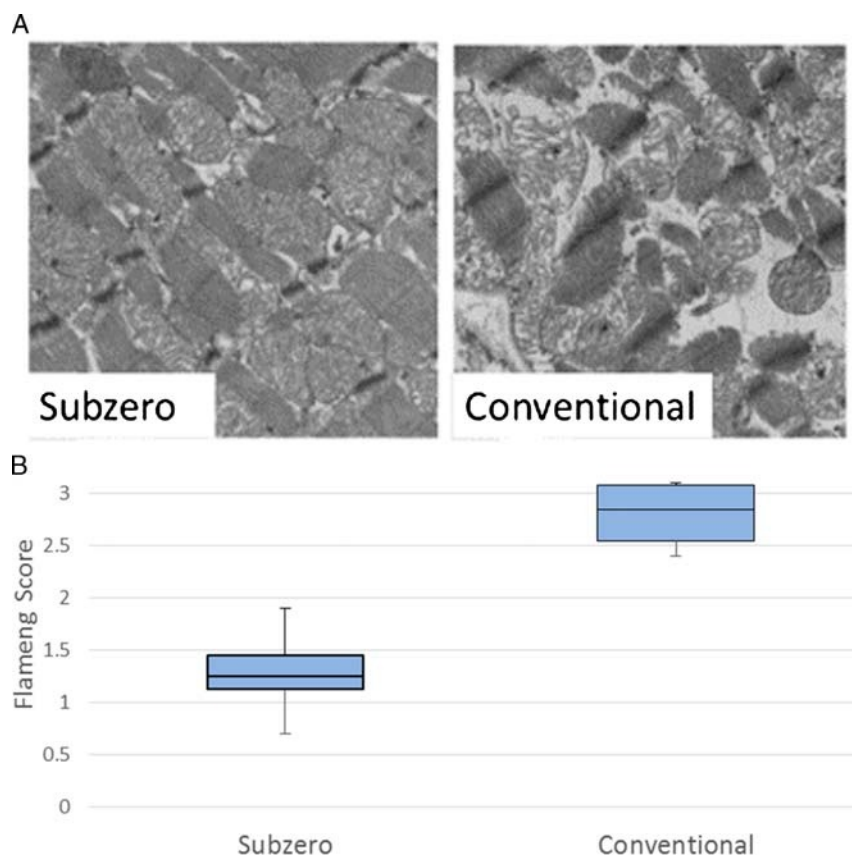 A
Subzero
Conventional
B
3
2.5
2
1.5
1
0.5
0
Flameng Score
Subzero
Conventional